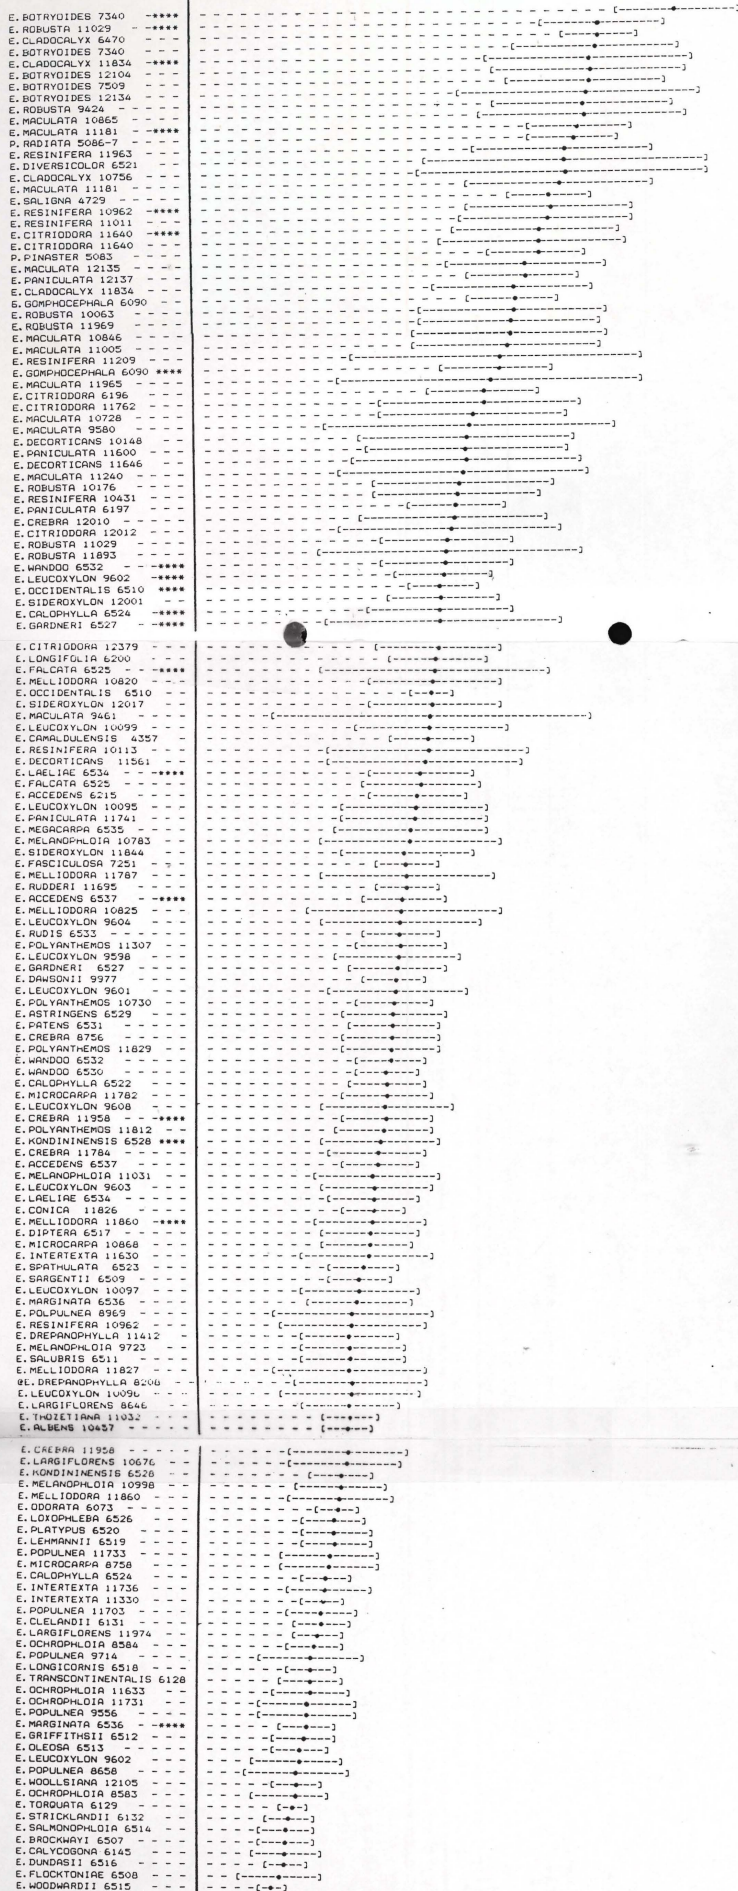 E.BOTRYOIDES 7340 -****
E.ROBUSTA 11029 -****
E.CLADOCALYX 6470 - - -
E.BOTRYOIDES 7340 - - -
E.CLADOCALYX 11834 -****
E.BOTRYOIDES 12104 - - -
E.BOTRYOIDES 7509 - - -
E.BOTRYOIDES 12134 - - -
E.ROBUSTA 9424 - - - -
E.MACULATA 10865 - - -
E.MACULATA 11181 -****
P.RADIATA 5086-7 - - -
E.RESINIFERA 11963 - - -
E.DIVERSICOLOR 6521 - - -
E.CLADOCALYX 10756 - - -
E.MACULATA 11181 - - - -
E.SALIGNA 4729 - - - -
E.RESINIFERA 10962 -****
E.RESINIFERA 11011 - - -
E.CITRIODORA 11640 -****
E.CITRIODORA 11640 - - -
P.PINASTER 5083 - - - -
E.MACULATA 12135 - - - -
E.PANICULATA 12137 - - -
E.CLADOCALYX 11834 - - -
E.GOMPHOCEPHALA 6090 - - -
E.ROBUSTA 10063 - - - -
E.ROBUSTA 11969 - - - -
E.MACULATA 10846 - - - -
E.MACULATA 11005 - - - -
E.RESINIFERA 11209 - - -
E.GOMPHOCEPHALA 6090 ****
E.MACULATA 11965 - - - -
E.CITRIODORA 6196 - - -
E.CITRIODORA 11762 - - -
E.MACULATA 10728 - - - -
E.MACULATA 9580 - - - -
E.DECORTICANS 10148 - - -
E.PANICULATA 11600 - - -
E.DECORTICANS 11646 - - -
E.MACULATA 11240 - - - -
E.ROBUSTA 10176 - - - -
E.RESINIFERA 10431 - - -
E.PANICULATA 6197 - - -
E.CREBRA 12010 - - - -
E.CITRIODORA 12012 - - -
E.ROBUSTA 11029 - - - -
E.ROBUSTA 11893 - - - -
E.WANDOO 6532 - - -****
E.LEUCOXYLON 9602 -****
E.OCCIDENTALIS 6510 ****
E.SIDEROXYLON 12001 - - -
E.CALOPHYLLA 6524 -****
E.GARDNERI 6527 - -****
E.CITRIODORA 12379 - - -
E.LONGIFOLIA 6200 - - -
E.FALCATA 6525 - -****
E.MELLIODORA 10820 - - -
E.OCCIDENTALIS 6510 - - -
E.SIDEROXYLON 12017 - - -
E.MACULATA 9461 - - - -
E.LEUCOXYLON 10099 - - -
E.CAMALDULENSIS 4357 - - -
E.RESINIFERA 10113 - - -
E.DECORTICANS 11561 - - -
E.LAELIAE 6534 - -****
E.FALCATA 6525 - - - -
E.ACCEDENS 6215 - - - -
E.LEUCOXYLON 10095 - - -
E.PANICULATA 11741 - - -
E.MEGACARPA 6535 - - - -
E.MELANOPHLOIA 10783 - - -
E.SIDEROXYLON 11844 - - -
E.FASCICULOSA 7251 - - -
E.MELLIODORA 11787 - - -
E.RUDDERI 11695 - - - -
E.ACCEDENS 6537 - -****
E.MELLIODORA 10825 - - -
E.LEUCOXYLON 9604 - - -
E.RUDIS 6533 - - - -
E.POLYANTHEMOS 11307 - - -
E.LEUCOXYLON 9598 - - -
E.GARDNERI 6527 - - - -
E.DAWSONII 9977 - - - -
E.LEUCOXYLON 9601 - - -
E.POLYANTHEMOS 10730 - - -
E.ASTRINGENS 6529 - - -
E.PATENS 6531 - - - -
E.CREBRA 8756 - - - -
E.POLYANTHEMOS 11829 - - -
E.WANDOO 6532 - - - -
E.WANDOO 6530 - - - -
E.CALOPHYLLA 6522 - - -
E.MICROCARPA 11782 - - -
E.LEUCOXYLON 9608 - - -
E.CREBRA 11958 - -****
E.POLYANTHEMOS 11812 - - -
E.KONDININENSIS 6528 ****
E.CREBRA 11784 - - - -
E.ACCEDENS 6537 - - - -
E.MELANOPHLOIA 11031 - - -
E.LEUCOXYLON 9603 - - -
E.LAELIAE 6534 - - - -
E.CONICA 11826 - - - -
E.MELLIODORA 11860 -****
E.DIPTERA 6517 - - - -
E.MICROCARPA 10868 - - -
E.INTERTEXTA 11630 - - -
E.SPATHULATA 6523 - - -
E.SARGENTII 6509 - - - -
E.LEUCOXYLON 10097 - - -
E.MARGINATA 6536 - - - -
E.POLPULNEA 8969 - - - -
E.RESINIFERA 10962 - - -
E.DREPANOPHYLLA 11412 - - -
E.MELANOPHLOIA 9723 - - -
E.SALUBRIS 6511 - - - -
E.MELLIODORA 11827 - - -
@E.DREPANOPHYLLA 8208 - - -
E.LEUCOXYLON 10096 - - -
E.LARGIFLORENS 8646 - - -
E.THOZETIANA 11032 - - -
E.ALBENS 10457 - - - -
E.CREBRA 11958 - - - - -
E.LARGIFLORENS 10676 - - -
E.KONDININENSIS 6528 - - -
E.MELANOPHLOIA 10998 - - -
E.MELLIODORA 11860 - - -
E.ODORATA 6073 - - - - -
E.LOXOPHLEBA 6526 - - -
E.PLATYPUS 6520 - - - -
E.LEHMANNII 6519 - - - -
E.POPULNEA 11733 - - - -
E.MICROCARPA 8758 - - -
E.CALOPHYLLA 6524 - - -
E.INTERTEXTA 11736 - - -
E.INTERTEXTA 11330 - - -
E.POPULNEA 11703 - - - -
E.CLELANDII 6131 - - - -
E.LARGIFLORENS 11974 - - -
E.OCHROPHLOIA 8584 - - -
E.POPULNEA 9714 - - - -
E.LONGICORNIS 6518 - - -
E.TRANSCONTINENTALIS 6128
E.OCHROPHLOIA 11633 - - -
E.OCHROPHLOIA 11731 - - -
E.POPULNEA 9556 - - - -
E.MARGINATA 6536 - -****
E.GRIFFITHSII 6512 - - -
E.OLEOSA 6513 - - - - -
E.LEUCOXYLON 9602 - - -
E.POPULNEA 8658 - - - -
E.WOOLLSIANA 12105 - - -
E.OCHROPHLOIA 8583 - - -
E.TORQUATA 6129 - - - -
E.STRICKLANDII 6132 - - -
E.SALMONOPHLOIA 6514 - - -
E.BROCKWAYI 6507 - - - -
E.CALYCOGONA 6145 - - -
E.DUNDASII 6516 - - - -
E.FLOCKTONIAE 6508 - - -
E.WOODWARDII 6515 - - -